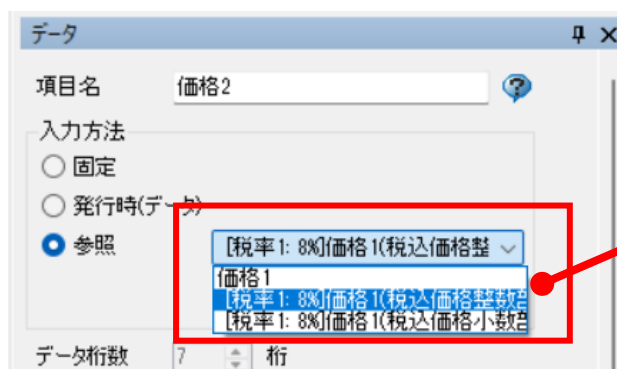 データ
項目名 価格2
入力方法
固定
発行時(データ)
参照 [税率1: 8%]価格1(税込価格整
価格1
[税率1: 8%]価格1(税込価格整数部
[税率1: 8%]価格1(税込価格小数部
データ桁数 7 桁